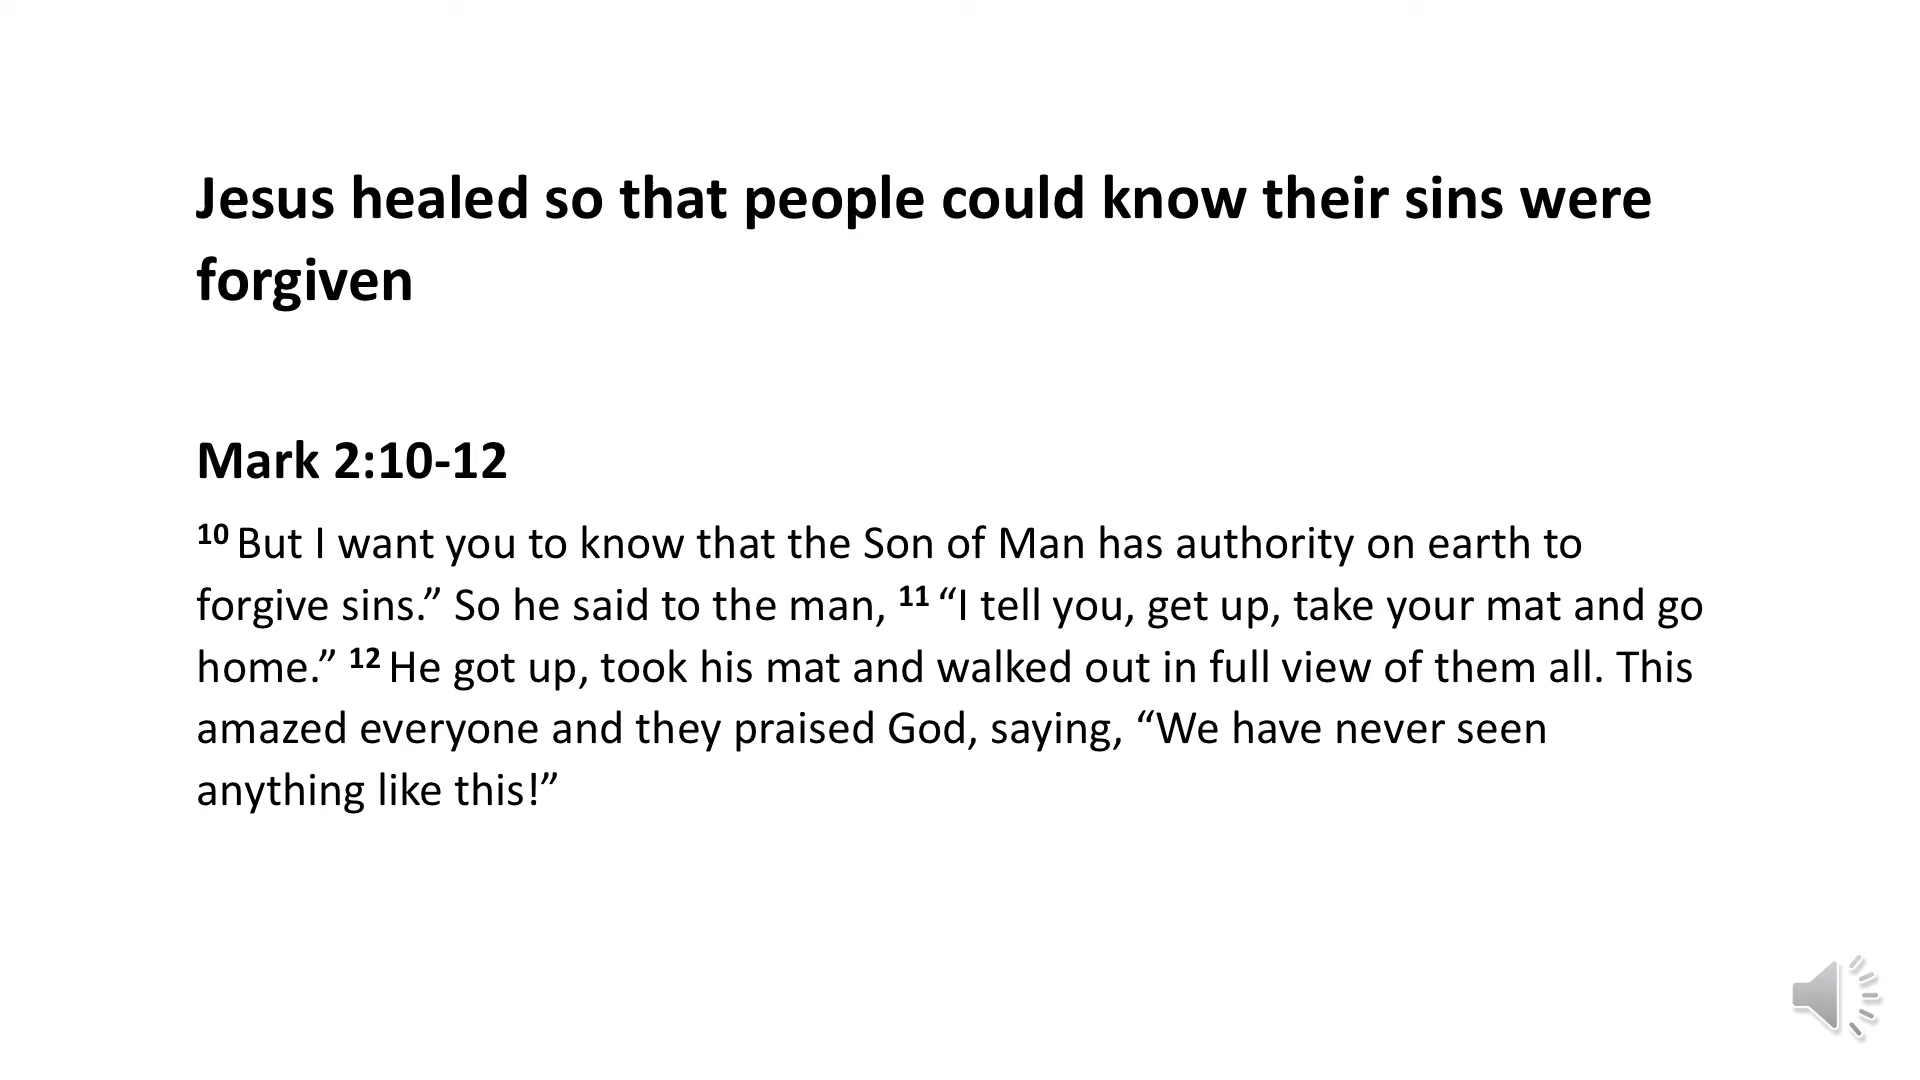 Jesus healed so that people could know their sins were
forgiven
Mark 2:10-12
10 But I want you to know that the Son of Man has authority on earth to
forgive sins.” So he said to the man, 11 “I tell you, get up, take your mat and go
home.” 12 He got up, took his mat and walked out in full view of them all. This
amazed everyone and they praised God, saying, “We have never seen
anything like this!”